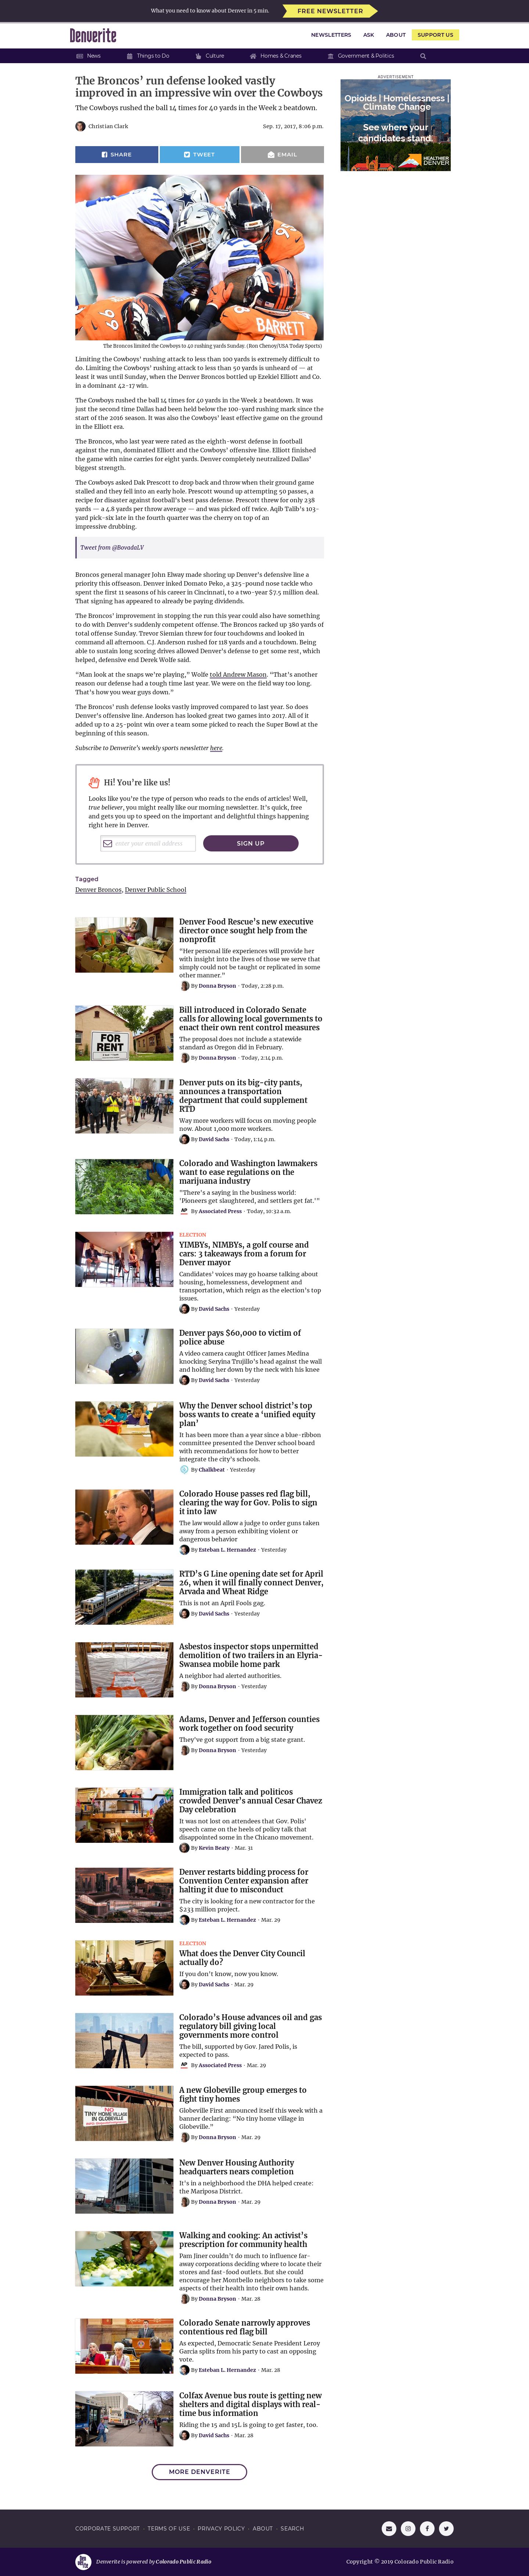 What you need to know about Denver in 5 min.
FREE NEWSLETTER
Denverite
NEWSLETTERS
ASK
ABOUT
SUPPORT US
News
Things to Do
Culture
Homes & Cranes
Government & Politics
The Broncos’ run defense looked vastly
improved in an impressive win over the Cowboys
The Cowboys rushed the ball 14 times for 40 yards in the Week 2 beatdown.
Christian Clark
Sep. 17, 2017, 8:06 p.m.
SHARE
TWEET
EMAIL
ADVERTISEMENT
Opioids | Homelessness |
Climate Change
See where your
candidates stand.
HEALTHIER
DENVER
BARRETT
The Broncos limited the Cowboys to 40 rushing yards Sunday. (Ron Chenoy/USA Today Sports)
Limiting the Cowboys’ rushing attack to less than 100 yards is extremely difficult to
do. Limiting the Cowboys’ rushing attack to less than 50 yards is unheard of — at
least it was until Sunday, when the Denver Broncos bottled up Ezekiel Elliott and Co.
in a dominant 42-17 win.
The Cowboys rushed the ball 14 times for 40 yards in the Week 2 beatdown. It was
just the second time Dallas had been held below the 100-yard rushing mark since the
start of the 2016 season. It was also the Cowboys’ least effective game on the ground
in the Elliott era.
The Broncos, who last year were rated as the eighth-worst defense in football
against the run, dominated Elliott and the Cowboys’ offensive line. Elliott finished
the game with nine carries for eight yards. Denver completely neutralized Dallas’
biggest strength.
The Cowboys asked Dak Prescott to drop back and throw when their ground game
stalled and they fell into an early hole. Prescott wound up attempting 50 passes, a
recipe for disaster against football’s best pass defense. Prescott threw for only 238
yards — a 4.8 yards per throw average — and was picked off twice. Aqib Talib’s 103-
yard pick-six late in the fourth quarter was the cherry on top of an
impressive drubbing.
Tweet from @BovadaLV
Broncos general manager John Elway made shoring up Denver’s defensive line a
priority this offseason. Denver inked Domato Peko, a 325-pound nose tackle who
spent the first 11 seasons of his career in Cincinnati, to a two-year $7.5 million deal.
That signing has appeared to already be paying dividends.
The Broncos’ improvement in stopping the run this year could also have something
to do with Denver’s suddenly competent offense. The Broncos racked up 380 yards of
total offense Sunday. Trevor Siemian threw for four touchdowns and looked in
command all afternoon. C.J. Anderson rushed for 118 yards and a touchdown. Being
able to sustain long scoring drives allowed Denver’s defense to get some rest, which
helped, defensive end Derek Wolfe said.
“Man look at the snaps we’re playing,” Wolfe told Andrew Mason. “That’s another
reason our defense had a tough time last year. We were on the field way too long.
That’s how you wear guys down.”
The Broncos’ rush defense looks vastly improved compared to last year. So does
Denver’s offensive line. Anderson has looked great two games into 2017. All of it
added up to a 25-point win over a team some picked to reach the Super Bowl at the
beginning of this season.
Subscribe to Denverite’s weekly sports newsletter here.
Hi! You’re like us!
Looks like you’re the type of person who reads to the ends of articles! Well,
true believer, you might really like our morning newsletter. It’s quick, free
and gets you up to speed on the important and delightful things happening
right here in Denver.
enter your email address
SIGN UP
Tagged
Denver Broncos, Denver Public School
Denver Food Rescue’s new executive
director once sought help from the
nonprofit
“Her personal life experiences will provide her
with insight into the lives of those we serve that
simply could not be taught or replicated in some
other manner.”
By Donna Bryson - Today, 2:28 p.m.
FOR
RENT
Bill introduced in Colorado Senate
calls for allowing local governments to
enact their own rent control measures
The proposal does not include a statewide
standard as Oregon did in February.
By Donna Bryson - Today, 2:14 p.m.
Denver puts on its big-city pants,
announces a transportation
department that could supplement
RTD
Way more workers will focus on moving people
now. About 1,000 more workers.
By David Sachs - Today, 1:14 p.m.
Colorado and Washington lawmakers
want to ease regulations on the
marijuana industry
"There's a saying in the business world:
'Pioneers get slaughtered, and settlers get fat.'"
AP By Associated Press - Today, 10:32 a.m.
ELECTION
YIMBYs, NIMBYs, a golf course and
cars: 3 takeaways from a forum for
Denver mayor
Candidates’ voices may go hoarse talking about
housing, homelessness, development and
transportation, which reign as the election’s top
issues.
By David Sachs - Yesterday
Denver pays $60,000 to victim of
police abuse
A video camera caught Officer James Medina
knocking Seryina Trujillo’s head against the wall
and holding her down by the neck with his knee
By David Sachs - Yesterday
Why the Denver school district’s top
boss wants to create a ‘unified equity
plan’
It has been more than a year since a blue-ribbon
committee presented the Denver school board
with recommendations for how to better
integrate the city’s schools.
By Chalkbeat - Yesterday
Colorado House passes red flag bill,
clearing the way for Gov. Polis to sign
it into law
The law would allow a judge to order guns taken
away from a person exhibiting violent or
dangerous behavior
By Esteban L. Hernandez - Yesterday
RTD’s G Line opening date set for April
26, when it will finally connect Denver,
Arvada and Wheat Ridge
This is not an April Fools gag.
By David Sachs - Yesterday
Asbestos inspector stops unpermitted
demolition of two trailers in an Elyria-
Swansea mobile home park
A neighbor had alerted authorities.
By Donna Bryson - Yesterday
Adams, Denver and Jefferson counties
work together on food security
They’ve got support from a big state grant.
By Donna Bryson - Yesterday
Immigration talk and politicos
crowded Denver’s annual Cesar Chavez
Day celebration
It was not lost on attendees that Gov. Polis’
speech came on the heels of policy talk that
disappointed some in the Chicano movement.
By Kevin Beaty - Mar. 31
Denver restarts bidding process for
Convention Center expansion after
halting it due to misconduct
The city is looking for a new contractor for the
$233 million project.
By Esteban L. Hernandez - Mar. 29
ELECTION
What does the Denver City Council
actually do?
If you don’t know, now you know.
By David Sachs - Mar. 29
Colorado’s House advances oil and gas
regulatory bill giving local
governments more control
The bill, supported by Gov. Jared Polis, is
expected to pass.
AP By Associated Press - Mar. 29
NO
TINY HOME VILLAGE
IN GLOBEVILLE
A new Globeville group emerges to
fight tiny homes
Globeville First announced itself this week with a
banner declaring: “No tiny home village in
Globeville.”
By Donna Bryson - Mar. 29
New Denver Housing Authority
headquarters nears completion
It’s in a neighborhood the DHA helped create:
the Mariposa District.
By Donna Bryson - Mar. 29
Walking and cooking: An activist’s
prescription for community health
Pam Jiner couldn’t do much to influence far-
away corporations deciding where to locate their
stores and fast-food outlets. But she could
encourage her Montbello neighbors to take some
aspects of their health into their own hands.
By Donna Bryson - Mar. 28
Colorado Senate narrowly approves
contentious red flag bill
As expected, Democratic Senate President Leroy
Garcia splits from his party to cast an opposing
vote.
By Esteban L. Hernandez - Mar. 28
Colfax Avenue bus route is getting new
shelters and digital displays with real-
time bus information
Riding the 15 and 15L is going to get faster, too.
By David Sachs - Mar. 28
MORE DENVERITE
CORPORATE SUPPORT - TERMS OF USE - PRIVACY POLICY - ABOUT - SEARCH
Denverite is powered by Colorado Public Radio
Copyright © 2019 Colorado Public Radio